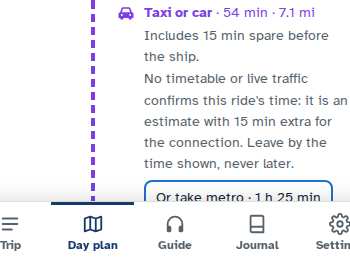 Taxi or car · 54 min · 7.1 mi
Includes 15 min spare before
the ship.
No timetable or live traffic
confirms this ride's time: it is an
estimate with 15 min extra for
the connection. Leave by the
time shown, never later.
Or take metro · 1 h 25 min
Trip
Day plan
Guide
Journal